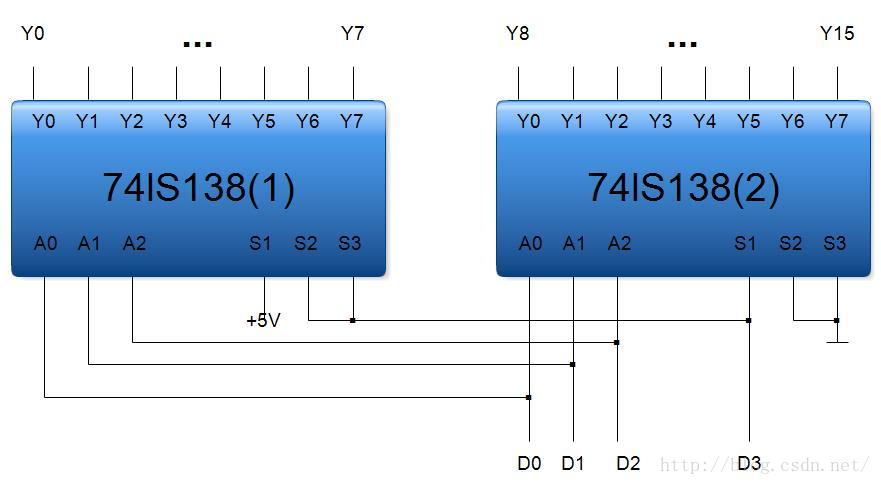 Y0 ... Y7 Y8 ... Y15
Y0 Y1 Y2 Y3 Y4 Y5 Y6 Y7 Y0 Y1 Y2 Y3 Y4 Y5 Y6 Y7
74IS138(1) 74IS138(2)
A0 A1 A2 S1 S2 S3 A0 A1 A2 S1 S2 S3
+5V
D0 D1 D2 D3
http://blog.csdn.net/